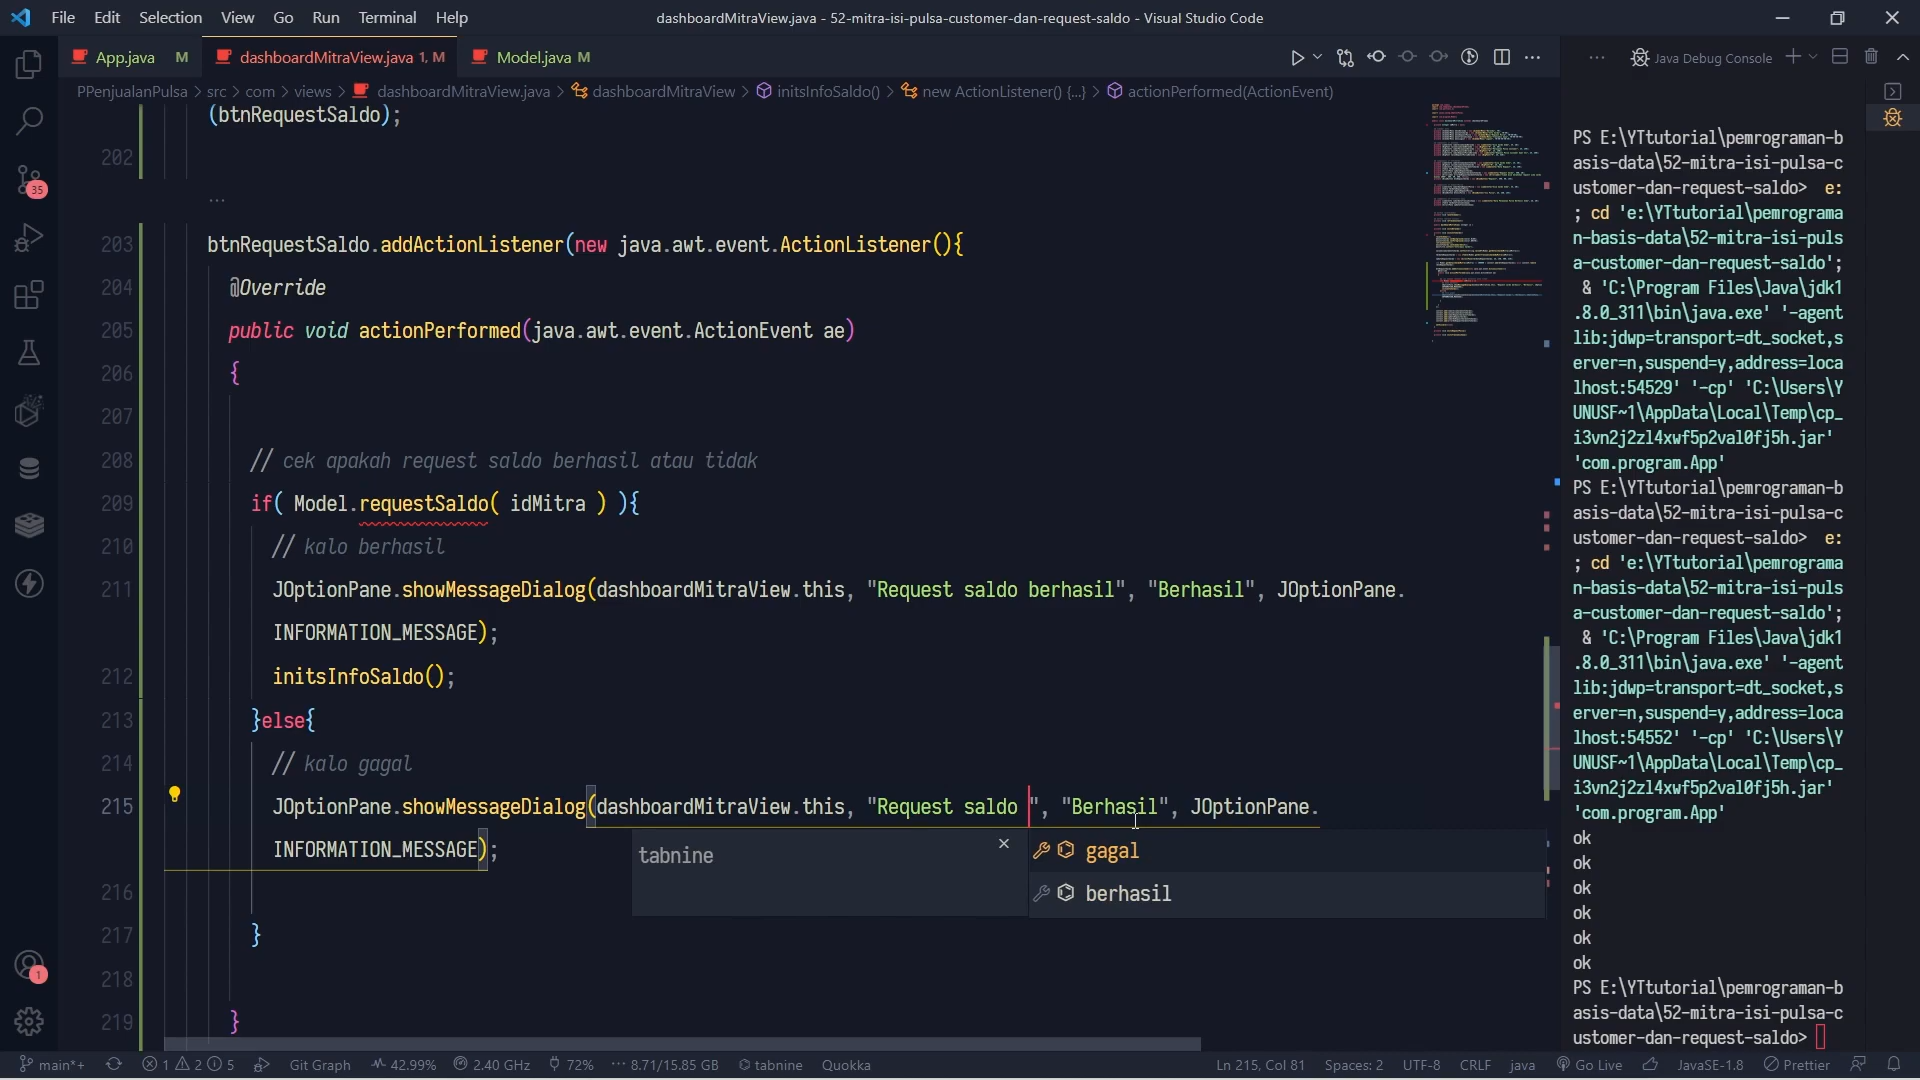 File Edit Selection View Go Run Terminal Help
dashboardMitraView.java - 52-mitra-isi-pulsa-customer-dan-request-saldo - Visual Studio Code
App.java M
dashboardMitraView.java 1, M
Model.java M
Java Debug Console
PPenjualanPulsa > src > com > views > dashboardMitraView.java > dashboardMitraView > initsInfoSaldo() > new ActionListener() {...} > actionPerformed(ActionEvent)
(btnRequestSaldo);
202
...
203 btnRequestSaldo.addActionListener(new java.awt.event.ActionListener(){
204 @Override
205 public void actionPerformed(java.awt.event.ActionEvent ae)
206 {
207
208 // cek apakah request saldo berhasil atau tidak
209 if( Model.requestSaldo( idMitra ) ){
210 // kalo berhasil
211 JOptionPane.showMessageDialog(dashboardMitraView.this, "Request saldo berhasil", "Berhasil", JOptionPane.
INFORMATION_MESSAGE);
212 initsInfoSaldo();
213 }else{
214 // kalo gagal
215 JOptionPane.showMessageDialog(dashboardMitraView.this, "Request saldo ", "Berhasil", JOptionPane.
INFORMATION_MESSAGE);
tabnine
gagal
berhasil
216
217 }
218
219 }
PS E:\YTtutorial\pemrograman-b
asis-data\52-mitra-isi-pulsa-c
ustomer-dan-request-saldo> e:
; cd 'e:\YTtutorial\pemrograma
n-basis-data\52-mitra-isi-puls
a-customer-dan-request-saldo';
& 'C:\Program Files\Java\jdk1
.8.0_311\bin\java.exe' '-agent
lib:jdwp=transport=dt_socket,s
erver=n,suspend=y,address=loca
lhost:54529' '-cp' 'C:\Users\Y
UNUSF~1\AppData\Local\Temp\cp_
i3vn2j2zl4xwf5p2val0fj5h.jar'
'com.program.App'
PS E:\YTtutorial\pemrograman-b
asis-data\52-mitra-isi-pulsa-c
ustomer-dan-request-saldo> e:
; cd 'e:\YTtutorial\pemrograma
n-basis-data\52-mitra-isi-puls
a-customer-dan-request-saldo';
& 'C:\Program Files\Java\jdk1
.8.0_311\bin\java.exe' '-agent
lib:jdwp=transport=dt_socket,s
erver=n,suspend=y,address=loca
lhost:54552' '-cp' 'C:\Users\Y
UNUSF~1\AppData\Local\Temp\cp_
i3vn2j2zl4xwf5p2val0fj5h.jar'
'com.program.App'
ok
ok
ok
ok
ok
ok
PS E:\YTtutorial\pemrograman-b
asis-data\52-mitra-isi-pulsa-c
ustomer-dan-request-saldo>
35
1
main*+ 1 2 5 Git Graph 42.99% 2.40 GHz 72% 8.71/15.85 GB tabnine Quokka
Ln 215, Col 81 Spaces: 2 UTF-8 CRLF java Go Live JavaSE-1.8 Prettier